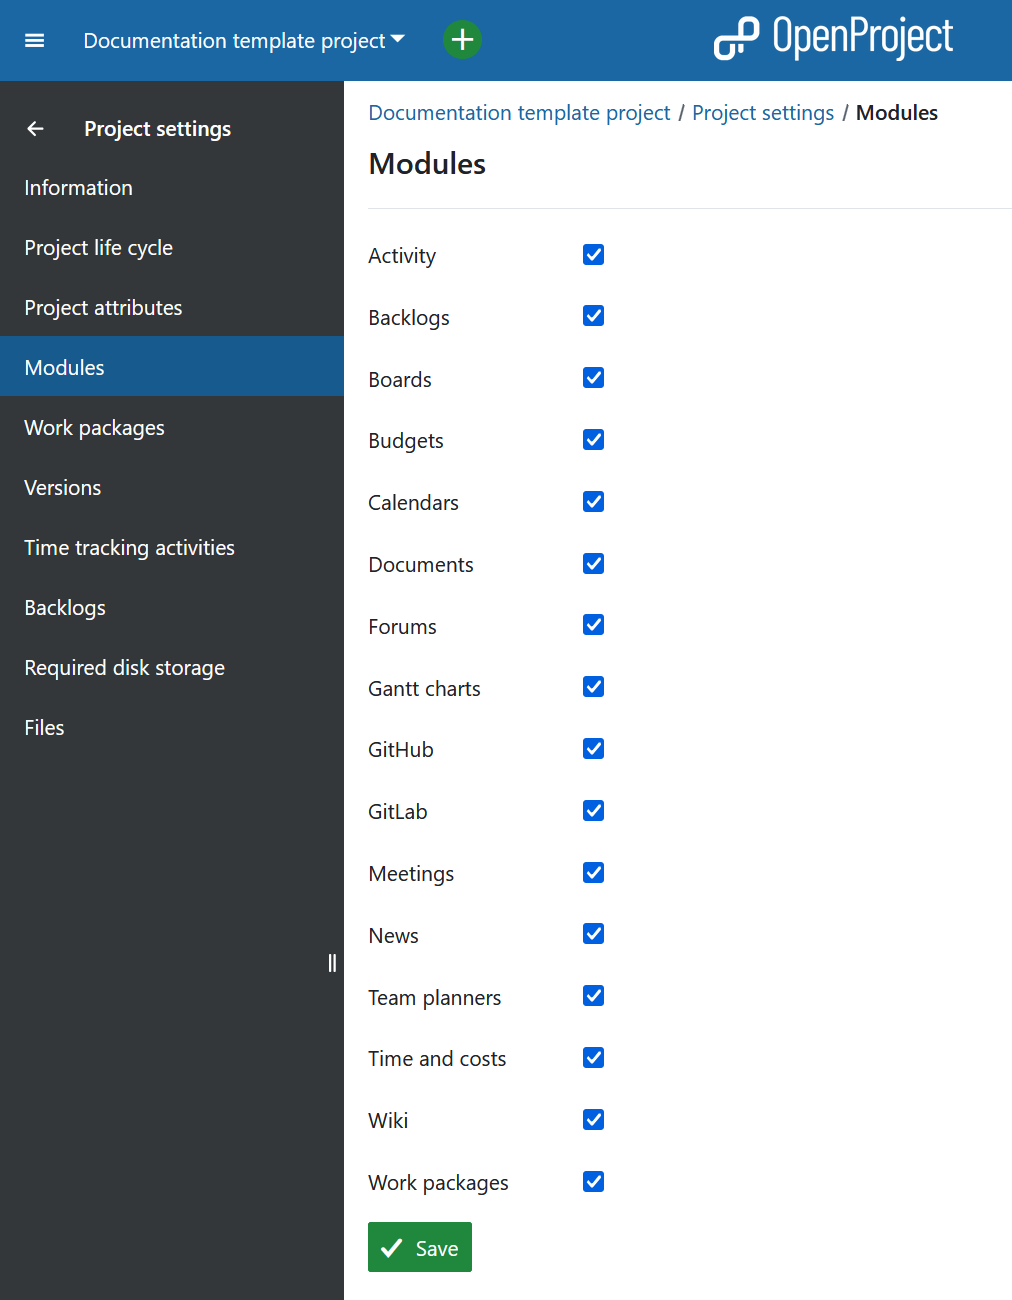 Documentation template project
OpenProject
Project settings
Information
Project life cycle
Project attributes
Modules
Work packages
Versions
Time tracking activities
Backlogs
Required disk storage
Files
Documentation template project / Project settings / Modules
Modules
Activity
Backlogs
Boards
Budgets
Calendars
Documents
Forums
Gantt charts
GitHub
GitLab
Meetings
News
Team planners
Time and costs
Wiki
Work packages
Save